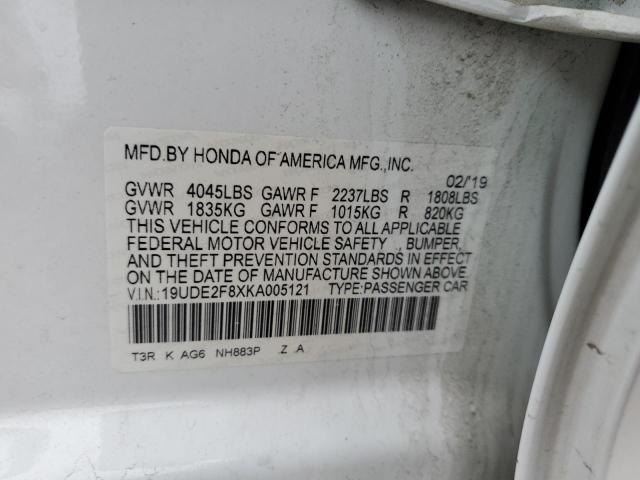 MFD.BY HONDA OF AMERICA MFG.,INC.
02/'19
GVWR 4045LBS GAWR F 2237LBS R 1808LBS
GVWR 1835KG GAWR F 1015KG R 820KG
THIS VEHICLE CONFORMS TO ALL APPLICABLE
FEDERAL MOTOR VEHICLE SAFETY , BUMPER,
AND THEFT PREVENTION STANDARDS IN EFFECT
ON THE DATE OF MANUFACTURE SHOWN ABOVE.
V.I.N.:19UDE2F8XKA005121 TYPE:PASSENGER CAR
T3R K AG6 NH883P Z A